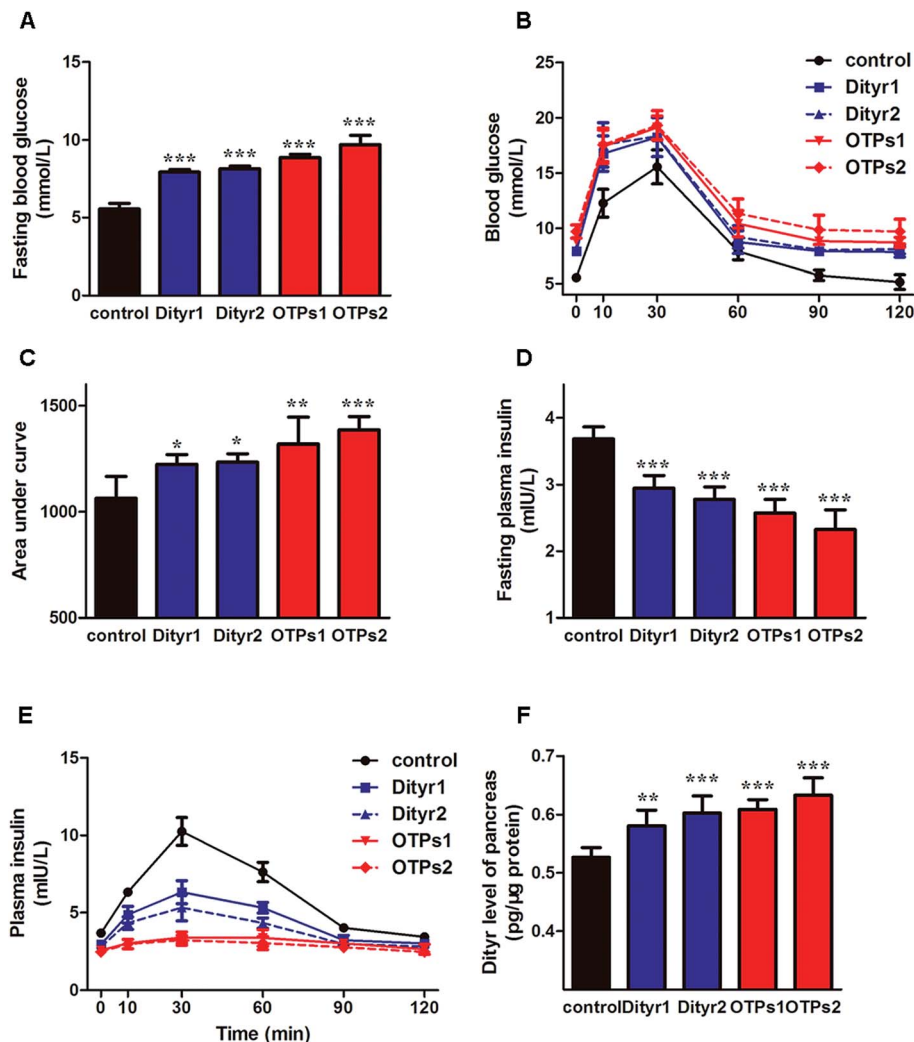 A
Fasting blood glucose
(mmol/L)
15
10
5
0
***
***
***
***
control Dityr1 Dityr2 OTPs1 OTPs2
B
Blood glucose
(mmol/L)
25
20
15
10
5
control
Dityr1
Dityr2
OTPs1
OTPs2
0 10 30 60 90 120
C
Area under curve
1500
1000
500
*
*
**
***
control Dityr1 Dityr2 OTPs1 OTPs2
D
Fasting plasma insulin
(mIU/L)
4
3
2
1
***
***
***
***
control Dityr1 Dityr2 OTPs1 OTPs2
E
Plasma insulin
(mIU/L)
15
10
5
0
control
Dityr1
Dityr2
OTPs1
OTPs2
0 10 30 60 90 120
Time (min)
F
Dityr level of pancreas
(pg/µg protein)
0.7
0.6
0.5
0.4
**
***
***
***
controlDityr1 Dityr2 OTPs1OTPs2